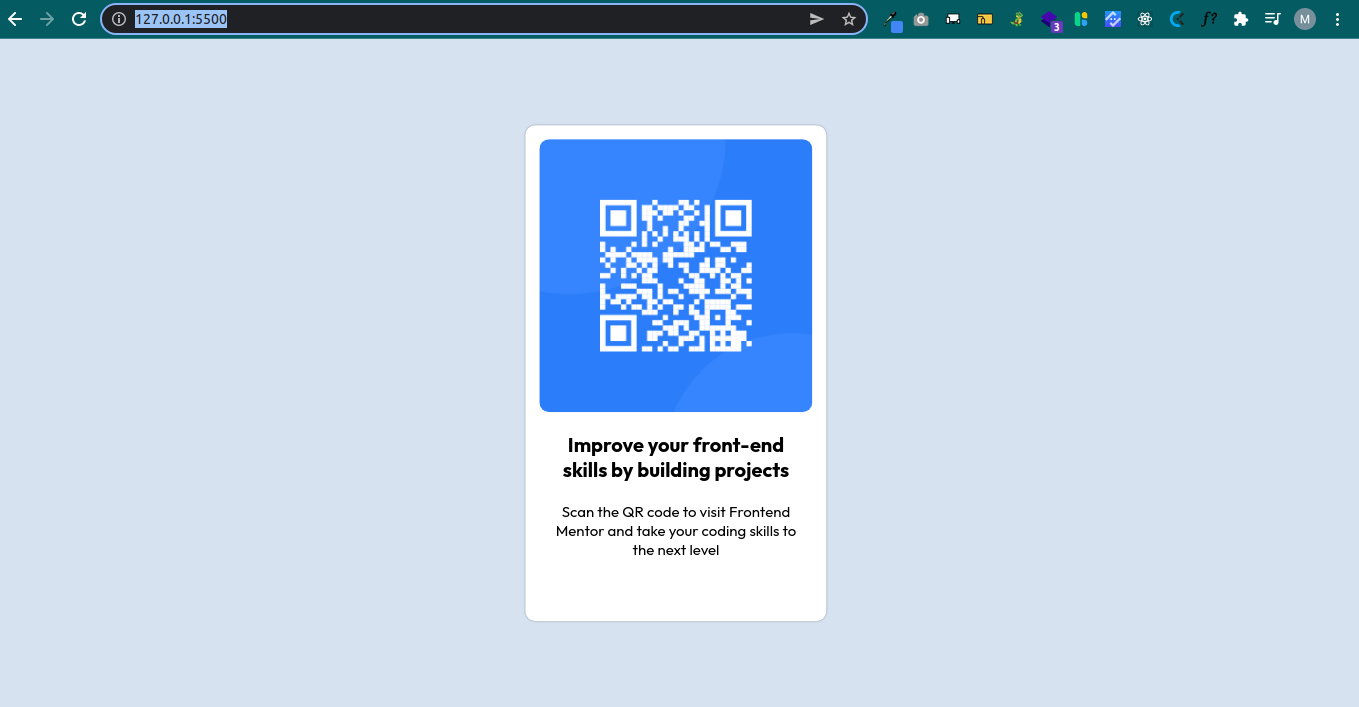 127.0.0.1:5500
3
f?
M
Improve your front-end
skills by building projects
Scan the QR code to visit Frontend
Mentor and take your coding skills to
the next level